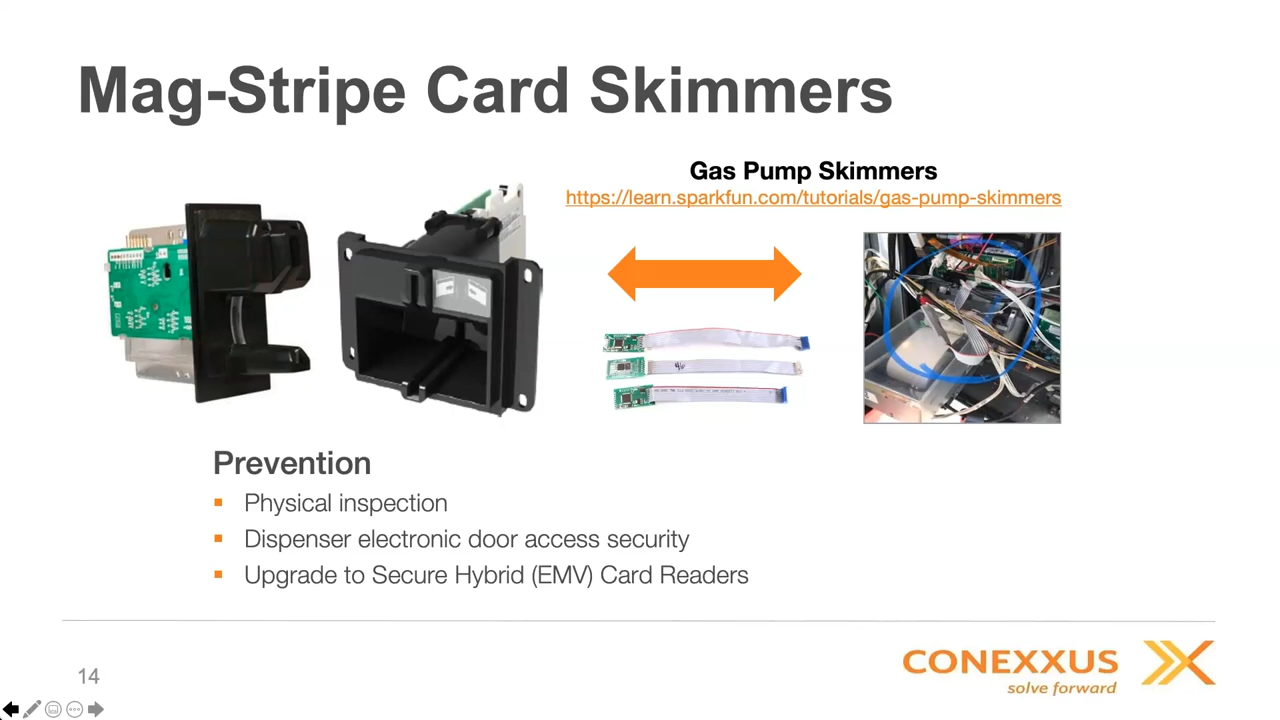 Mag-Stripe Card Skimmers
Gas Pump Skimmers
https://learn.sparkfun.com/tutorials/gas-pump-skimmers
Prevention
Physical inspection
Dispenser electronic door access security
Upgrade to Secure Hybrid (EMV) Card Readers
14
CONEXXUS
solve forward